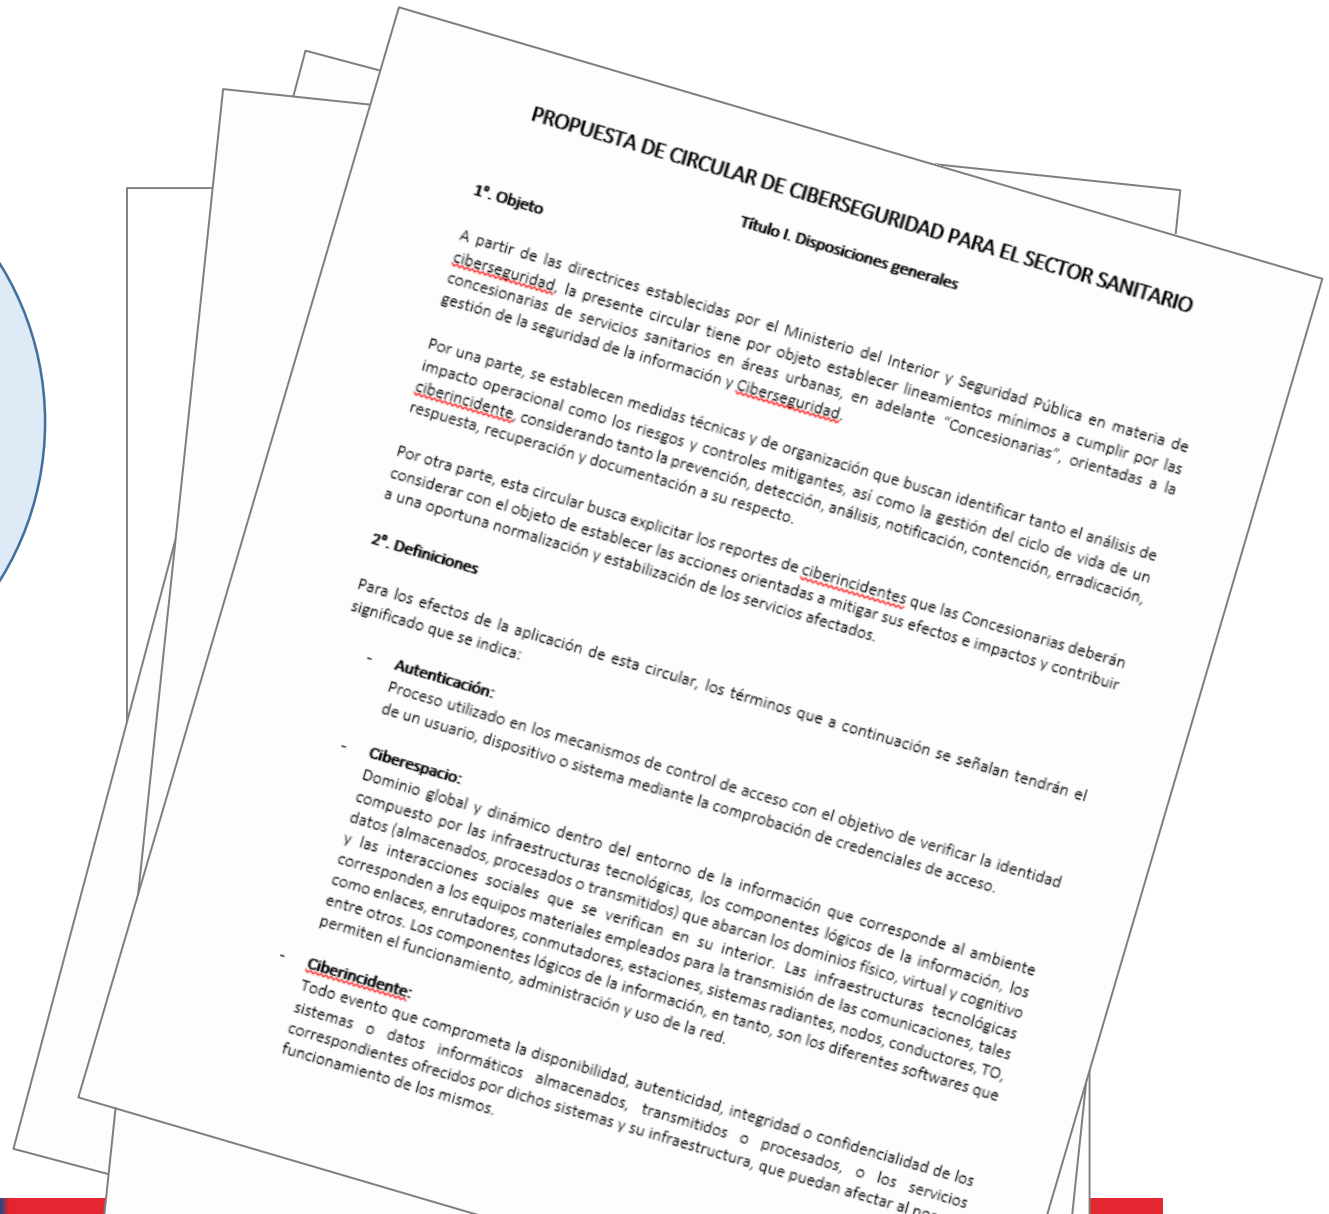 PROPUESTA DE CIRCULAR DE CIBERSEGURIDAD PARA EL SECTOR SANITARIO
Título I. Disposiciones generales
1°. Objeto
A partir de las directrices establecidas por el Ministerio del Interior y Seguridad Pública en materia de
ciberseguridad, la presente circular tiene por objeto establecer lineamientos mínimos a cumplir por las
concesionarias de servicios sanitarios en áreas urbanas, en adelante “Concesionarias”, orientadas a la
gestión de la seguridad de la información y Ciberseguridad.
Por una parte, se establecen medidas técnicas y de organización que buscan identificar tanto el análisis de
impacto operacional como los riesgos y controles mitigantes, así como la gestión del ciclo de vida de un
ciberincidente, considerando tanto la prevención, detección, análisis, notificación, contención, erradicación,
respuesta, recuperación y documentación a su respecto.
Por otra parte, esta circular busca explicitar los reportes de ciberincidentes que las Concesionarias deberán
considerar con el objeto de establecer las acciones orientadas a mitigar sus efectos e impactos y contribuir
a una oportuna normalización y estabilización de los servicios afectados.
2°. Definiciones
Para los efectos de la aplicación de esta circular, los términos que a continuación se señalan tendrán el
significado que se indica:
- Autenticación:
Proceso utilizado en los mecanismos de control de acceso con el objetivo de verificar la identidad
de un usuario, dispositivo o sistema mediante la comprobación de credenciales de acceso.
- Ciberespacio:
Dominio global y dinámico dentro del entorno de la información que corresponde al ambiente
compuesto por las infraestructuras tecnológicas, los componentes lógicos de la información, los
datos (almacenados, procesados o transmitidos) que abarcan los dominios físico, virtual y cognitivo
y las interacciones sociales que se verifican en su interior. Las infraestructuras tecnológicas
corresponden a los equipos materiales empleados para la transmisión de las comunicaciones, tales
como enlaces, enrutadores, conmutadores, estaciones, sistemas radiantes, nodos, conductores, TO,
entre otros. Los componentes lógicos de la información, en tanto, son los diferentes softwares que
permiten el funcionamiento, administración y uso de la red.
- Ciberincidente:
Todo evento que comprometa la disponibilidad, autenticidad, integridad o confidencialidad de los
sistemas o datos informáticos almacenados, transmitidos o procesados, o los servicios
correspondientes ofrecidos por dichos sistemas y su infraestructura, que puedan afectar al
funcionamiento de los mismos.